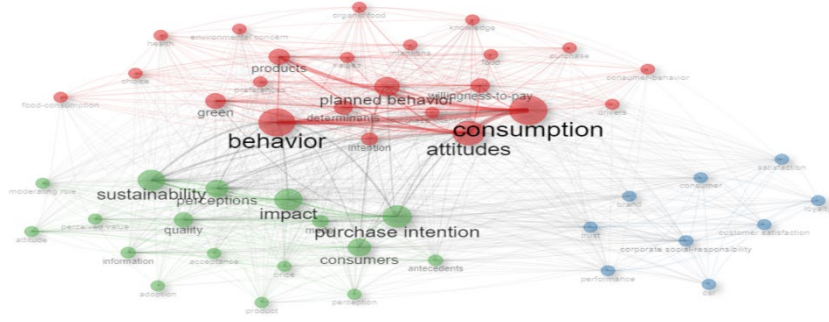 organic food
knowledge
environmental concern
health
intentions
purchase
food
products
choice
consumer-behavior
preferences
willingness-to-pay
food-consumption
planned behavior
green
determinants
drivers
consumption
behavior
intention
attitudes
satisfaction
moderating role
sustainability
perceptions
consumer
loyalty
brand
impact
attitude
perceived value
quality
purchase intention
trust
customer satisfaction
corporate social-responsibility
information
acceptance
consumers
antecedents
price
performance
adoption
perception
csr
product